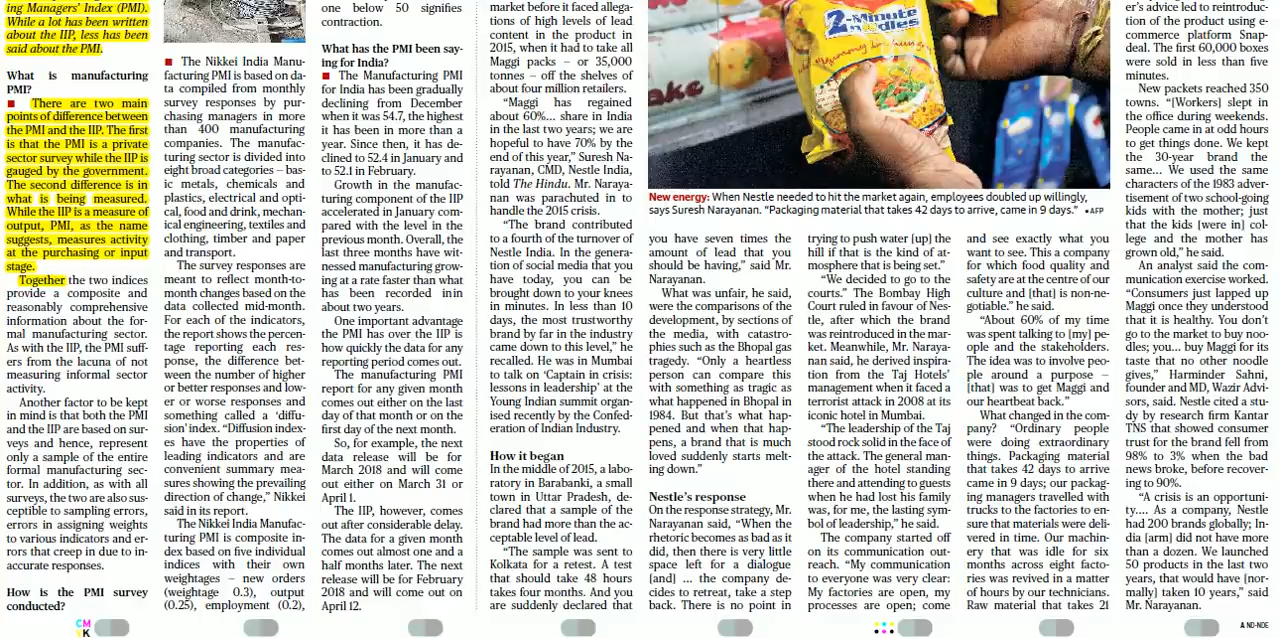 ing Managers' Index (PMI).
While a lot has been written
about the IIP, less has been
said about the PMI.
What is manufacturing
PMI?
■ There are two main
points of difference between
the PMI and the IIP. The first
is that the PMI is a private
sector survey while the IIP is
gauged by the government.
The second difference is in
what is being measured.
While the IIP is a measure of
output, PMI, as the name
suggests, measures activity
at the purchasing or input
stage.
Together the two indices
provide a composite and
reasonably comprehensive
information about the for-
mal manufacturing sector.
As with the IIP, the PMI suff-
ers from the lacuna of not
measuring informal sector
activity.
Another factor to be kept
in mind is that both the PMI
and the IIP are based on sur-
veys and hence, represent
only a sample of the entire
formal manufacturing sec-
tor. In addition, as with all
surveys, the two are also sus-
ceptible to sampling errors,
errors in assigning weights
to various indicators and er-
rors that creep in due to in-
accurate responses.
How is the PMI survey
conducted?
■ The Nikkei India Manu-
facturing PMI is based on da-
ta compiled from monthly
survey responses by pur-
chasing managers in more
than 400 manufacturing
companies. The manufac-
turing sector is divided into
eight broad categories – bas-
ic metals, chemicals and
plastics, electrical and opti-
cal, food and drink, mechan-
ical engineering, textiles and
clothing, timber and paper
and transport.
The survey responses are
meant to reflect month-to-
month changes based on the
data collected mid-month.
For each of the indicators,
the report shows the percen-
tage reporting each res-
ponse, the difference bet-
ween the number of higher
or better responses and low-
er or worse responses and
something called a 'diffu-
sion' index. "Diffusion index-
es have the properties of
leading indicators and are
convenient summary mea-
sures showing the prevailing
direction of change," Nikkei
said in its report.
The Nikkei India Manufac-
turing PMI is composite in-
dex based on five individual
indices with their own
weightages – new orders
(weightage 0.3), output
(0.25), employment (0.2),
one below 50 signifies
contraction.
What has the PMI been say-
ing for India?
■ The Manufacturing PMI
for India has been gradually
declining from December
when it was 54.7, the highest
it has been in more than a
year. Since then, it has de-
clined to 52.4 in January and
to 52.1 in February.
Growth in the manufac-
turing component of the IIP
accelerated in January com-
pared with the level in the
previous month. Overall, the
last three months have wit-
nessed manufacturing grow-
ing at a rate faster than what
has been recorded inin
about two years.
One important advantage
the PMI has over the IIP is
how quickly the data for any
reporting period comes out.
The manufacturing PMI
report for any given month
comes out either on the last
day of that month or on the
first day of the next month.
So, for example, the next
data release will be for
March 2018 and will come
out either on March 31 or
April 1.
The IIP, however, comes
out after considerable delay.
The data for a given month
comes out almost one and a
half months later. The next
release will be for February
2018 and will come out on
April 12.
market before it faced allega-
tions of high levels of lead
content in the product in
2015, when it had to take all
Maggi packs – or 35,000
tonnes – off the shelves of
about four million retailers.
"Maggi has regained
about 60%... share in India
in the last two years; we are
hopeful to have 70% by the
end of this year," Suresh Na-
rayanan, CMD, Nestle India,
told The Hindu. Mr. Naraya-
nan was parachuted in to
handle the 2015 crisis.
"The brand contributed
to a fourth of the turnover of
Nestle India. In the genera-
tion of social media that you
have today, you can be
brought down to your knees
in minutes. In less than 10
days, the most trustworthy
brand by far in the industry
came down to this level," he
recalled. He was in Mumbai
to talk on 'Captain in crisis:
lessons in leadership' at the
Young Indian summit organ-
ised recently by the Confed-
eration of Indian Industry.
How it began
In the middle of 2015, a labo-
ratory in Barabanki, a small
town in Uttar Pradesh, de-
clared that a sample of the
brand had more than the ac-
ceptable level of lead.
"The sample was sent to
Kolkata for a retest. A test
that should take 48 hours
takes four months. And you
are suddenly declared that
2-Minute
noodles
ake
New energy: When Nestle needed to hit the market again, employees doubled up willingly,
says Suresh Narayanan. "Packaging material that takes 42 days to arrive, came in 9 days." •AFP
you have seven times the
amount of lead that you
should be having," said Mr.
Narayanan.
What was unfair, he said,
were the comparisons of the
development, by sections of
the media, with catastro-
phies such as the Bhopal gas
tragedy. "Only a heartless
person can compare this
with something as tragic as
what happened in Bhopal in
1984. But that's what hap-
pened and when that hap-
pens, a brand that is much
loved suddenly starts melt-
ing down."
Nestle's response
On the response strategy, Mr.
Narayanan said, "When the
rhetoric becomes as bad as it
did, then there is very little
space left for a dialogue
[and] ... the company de-
cides to retreat, take a step
back. There is no point in
trying to push water [up] the
hill if that is the kind of at-
mosphere that is being set."
"We decided to go to the
courts." The Bombay High
Court ruled in favour of Nes-
tle, after which the brand
was reintroduced in the mar-
ket. Meanwhile, Mr. Naraya-
nan said, he derived inspira-
tion from the Taj Hotels'
management when it faced a
terrorist attack in 2008 at its
iconic hotel in Mumbai.
"The leadership of the Taj
stood rock solid in the face of
the attack. The general man-
ager of the hotel standing
there and attending to guests
when he had lost his family
was, for me, the lasting sym-
bol of leadership," he said.
The company started off
on its communication out-
reach. "My communication
to everyone was very clear:
My factories are open, my
processes are open; come
and see exactly what you
want to see. This a company
for which food quality and
safety are at the centre of our
culture and [that] is non-ne-
gotiable." he said.
"About 60% of my time
was spent talking to [my] pe-
ople and the stakeholders.
The idea was to involve peo-
ple around a purpose –
[that] was to get Maggi and
our heartbeat back."
What changed in the com-
pany? "Ordinary people
were doing extraordinary
things. Packaging material
that takes 42 days to arrive
came in 9 days; our packag-
ing managers travelled with
trucks to the factories to en-
sure that materials were deli-
vered in time. Our machin-
ery that was idle for six
months across eight facto-
ries was revived in a matter
of hours by our technicians.
Raw material that takes 21
er's advice led to reintroduc-
tion of the product using e-
commerce platform Snap-
deal. The first 60,000 boxes
were sold in less than five
minutes.
New packets reached 350
towns. "[Workers] slept in
the office during weekends.
People came in at odd hours
to get things done. We kept
the 30-year brand the
same... We used the same
characters of the 1983 adver-
tisement of two school-going
kids with the mother; just
that the kids [were in] col-
lege and the mother has
grown old," he said.
An analyst said the com-
munication exercise worked.
"Consumers just lapped up
Maggi once they understood
that it is healthy. You don't
go to the market to buy noo-
dles; you... buy Maggi for its
taste that no other noodle
gives," Harminder Sahni,
founder and MD, Wazir Advi-
sors, said. Nestle cited a stu-
dy by research firm Kantar
TNS that showed consumer
trust for the brand fell from
98% to 3% when the bad
news broke, before recover-
ing to 90%.
"A crisis is an opportuni-
ty.... As a company, Nestle
had 200 brands globally; In-
dia [arm] did not have more
than a dozen. We launched
50 products in the last two
years, that would have [nor-
mally] taken 10 years," said
Mr. Narayanan.
CM
YK
A ND-NDE